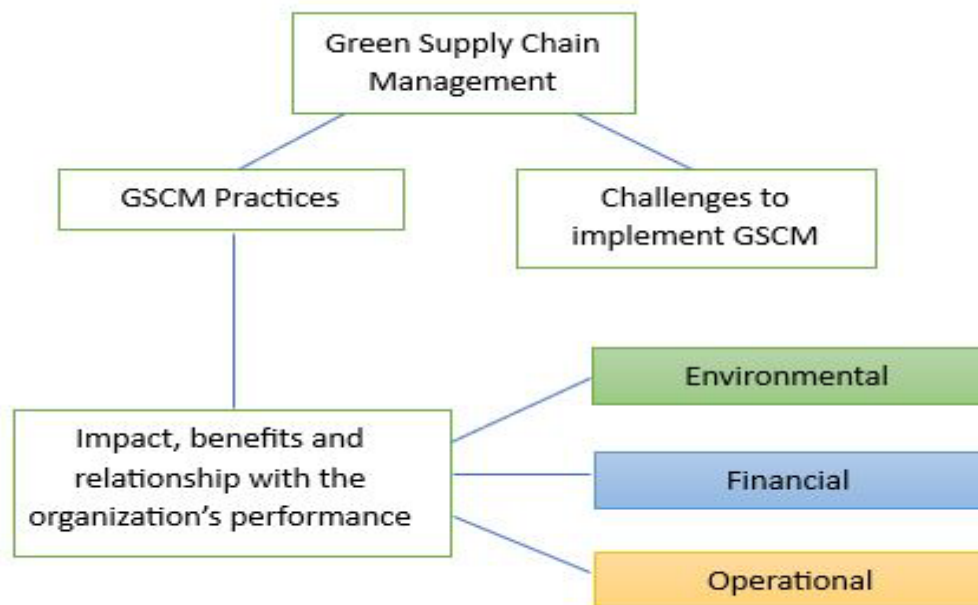 Green Supply Chain
Management
GSCM Practices
Challenges to
implement GSCM
Impact, benefits and
relationship with the
organization’s performance
Environmental
Financial
Operational